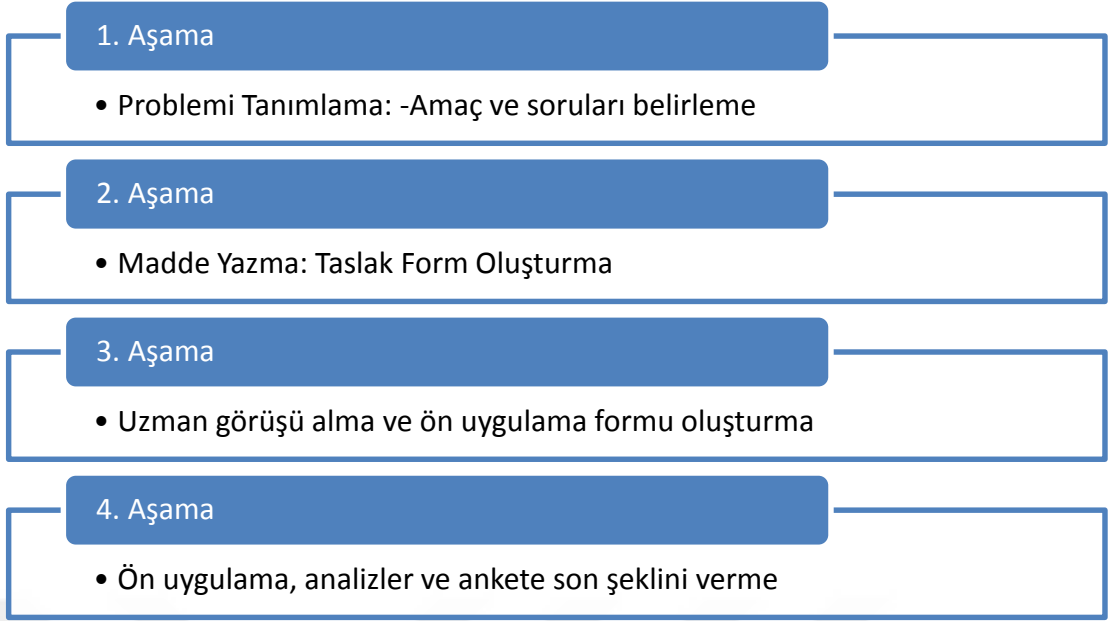 1. Aşama
• Problemi Tanımlama: -Amaç ve soruları belirleme
2. Aşama
• Madde Yazma: Taslak Form Oluşturma
3. Aşama
• Uzman görüşü alma ve ön uygulama formu oluşturma
4. Aşama
• Ön uygulama, analizler ve ankete son şeklini verme